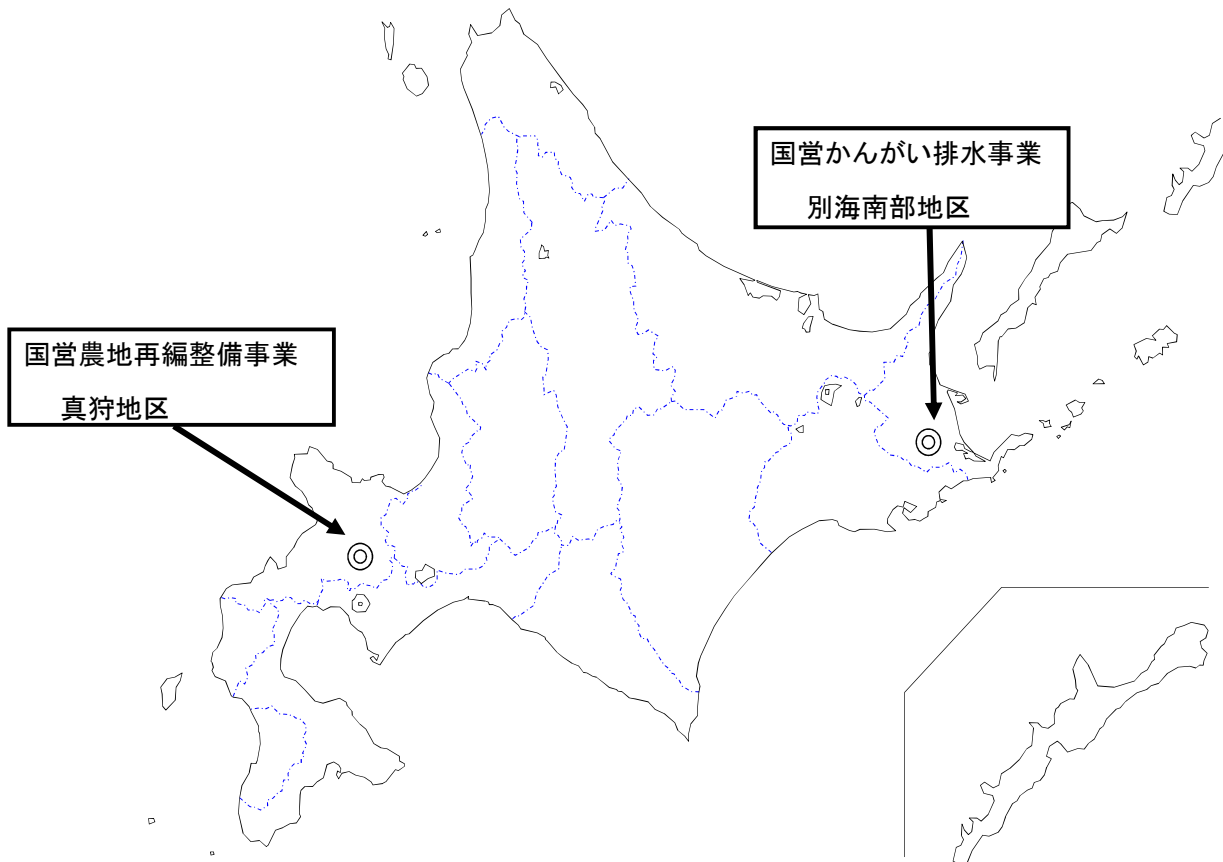 国営かんがい排水事業
別海南部地区
国営農地再編整備事業
真狩地区